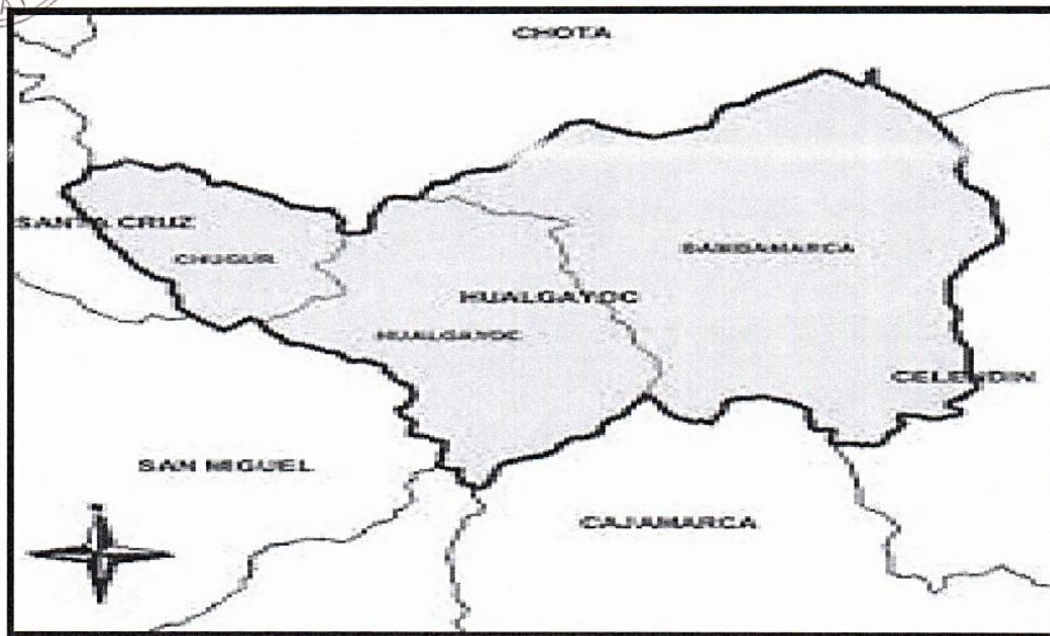 CHOTA
SANTA CRUZ
CHUGUR
BAMBAMARCA
HUALGAYOC
HUALGAYOC
CELENDIN
SAN MIGUEL
CAJAMARCA